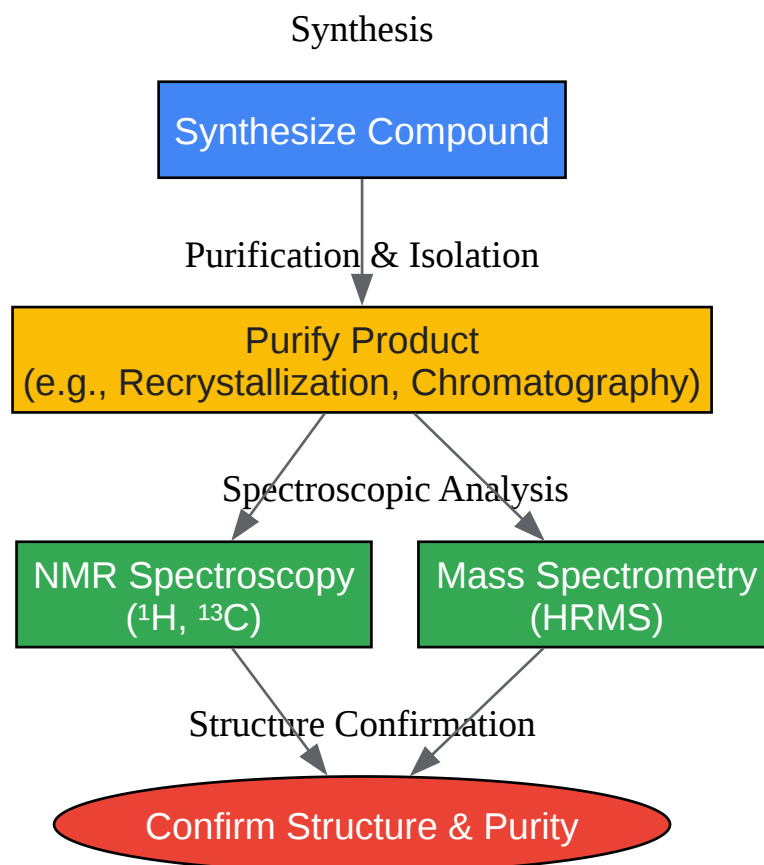 Synthesis
Synthesize Compound
Purification & Isolation
Purify Product
(e.g., Recrystallization, Chromatography)
Spectroscopic Analysis
NMR Spectroscopy
(¹H, ¹³C)
Mass Spectrometry
(HRMS)
Structure Confirmation
Confirm Structure & Purity